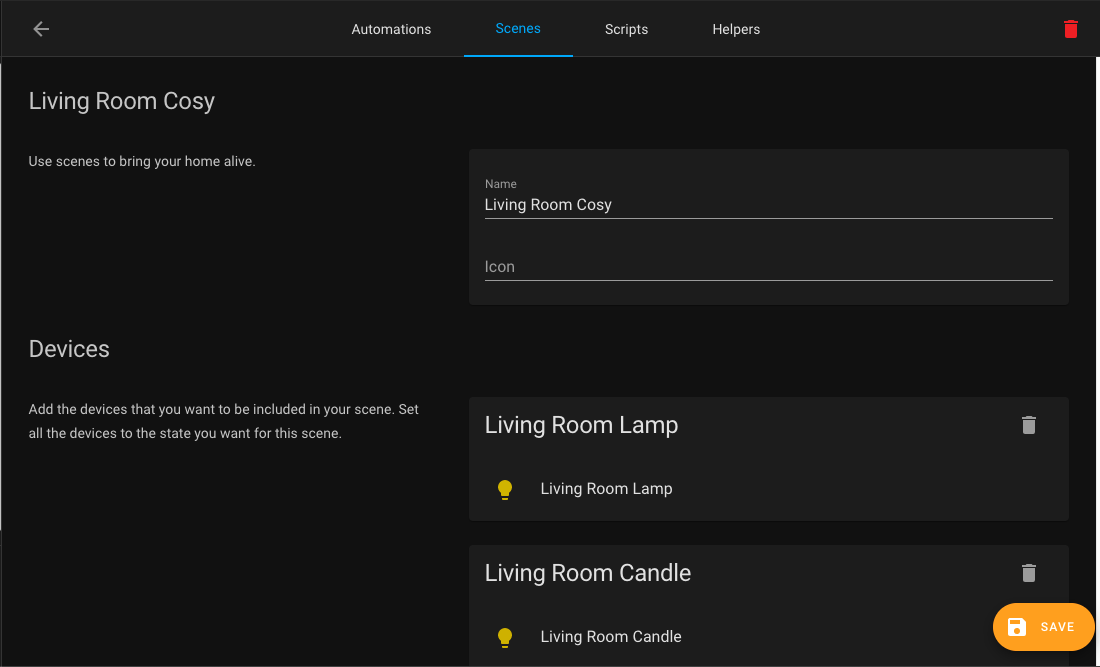 Automations
Scenes
Scripts
Helpers
Living Room Cosy
Use scenes to bring your home alive.
Name
Living Room Cosy
Icon
Devices
Add the devices that you want to be included in your scene. Set
all the devices to the state you want for this scene.
Living Room Lamp
Living Room Lamp
Living Room Candle
Living Room Candle
SAVE